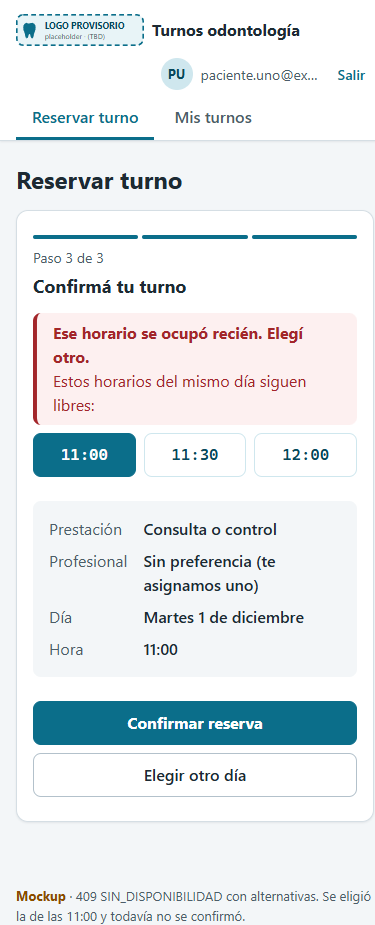 LOGO PROVISORIO
placeholder · (TBD)
Turnos odontología
PU
paciente.uno@ex...
Salir
Reservar turno
Mis turnos
Reservar turno
Paso 3 de 3
Confirmá tu turno
Ese horario se ocupó recién. Elegí
otro.
Estos horarios del mismo día siguen
libres:
11:00
11:30
12:00
Prestación
Consulta o control
Profesional
Sin preferencia (te
asignamos uno)
Día
Martes 1 de diciembre
Hora
11:00
Confirmar reserva
Elegir otro día
Mockup · 409 SIN_DISPONIBILIDAD con alternativas. Se eligió
la de las 11:00 y todavía no se confirmó.